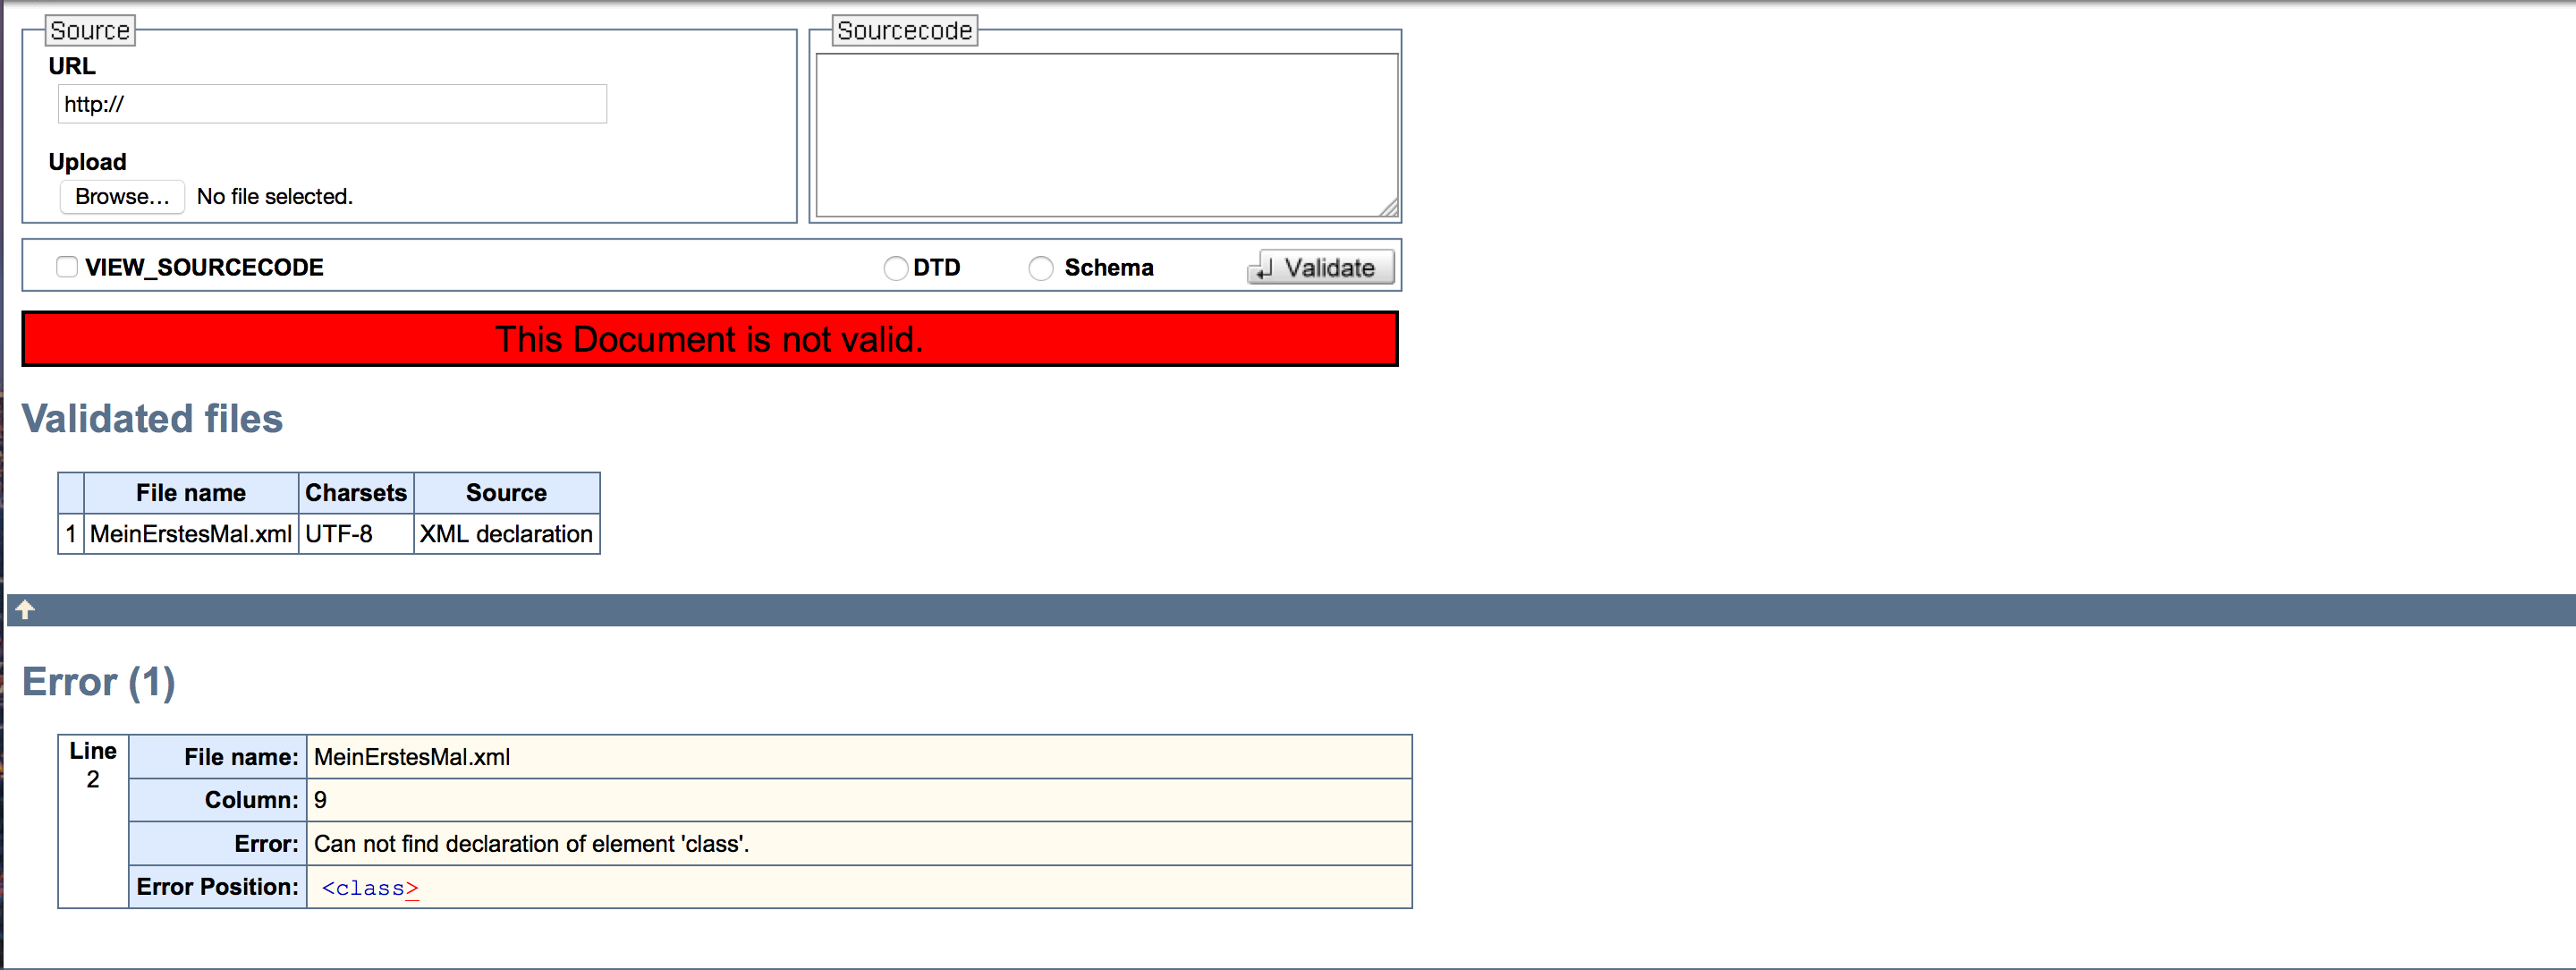 Source
URL
http://
Upload
Browse... No file selected.
Sourcecode
VIEW_SOURCECODE DTD Schema Validate
This Document is not valid.
Validated files
File name Charsets Source
1 MeinErstesMal.xml UTF-8 XML declaration
Error (1)
Line
2
File name: MeinErstesMal.xml
Column: 9
Error: Can not find declaration of element 'class'.
Error Position: <class>